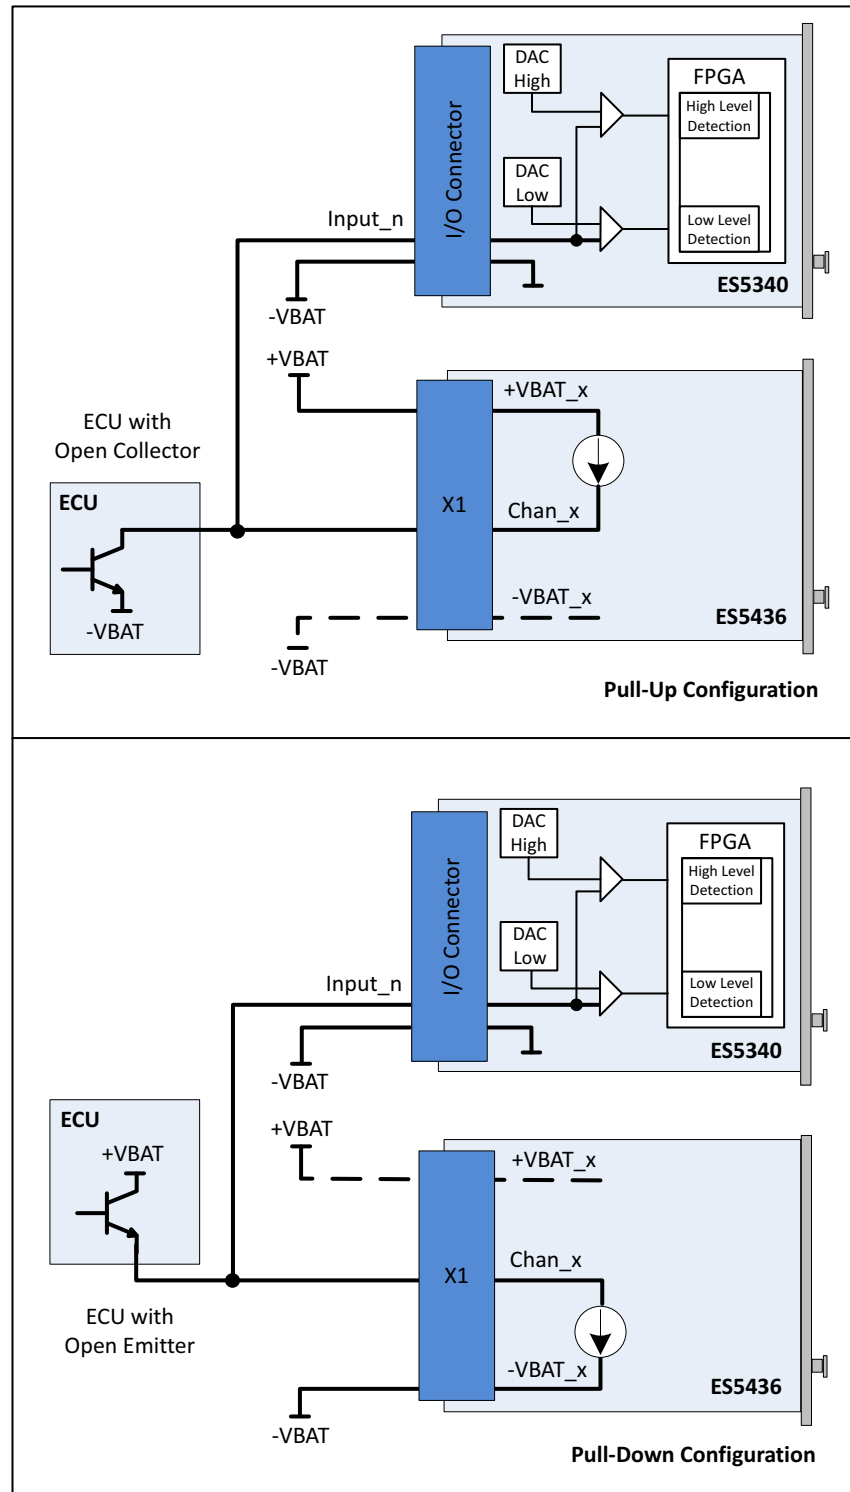 DAC
High
FPGA
High Level
Detection
I/O Connector
DAC
Low
Input_n
Low Level
Detection
ES5340
-VBAT
+VBAT
+VBAT_x
ECU with
Open Collector
ECU
X1
Chan_x
-VBAT
-VBAT_x
ES5436
-VBAT
Pull-Up Configuration
DAC
High
FPGA
High Level
Detection
I/O Connector
DAC
Low
Input_n
Low Level
Detection
ES5340
-VBAT
ECU
+VBAT
+VBAT
+VBAT_x
Chan_x
X1
ECU with
Open Emitter
-VBAT_x
ES5436
-VBAT
Pull-Down Configuration